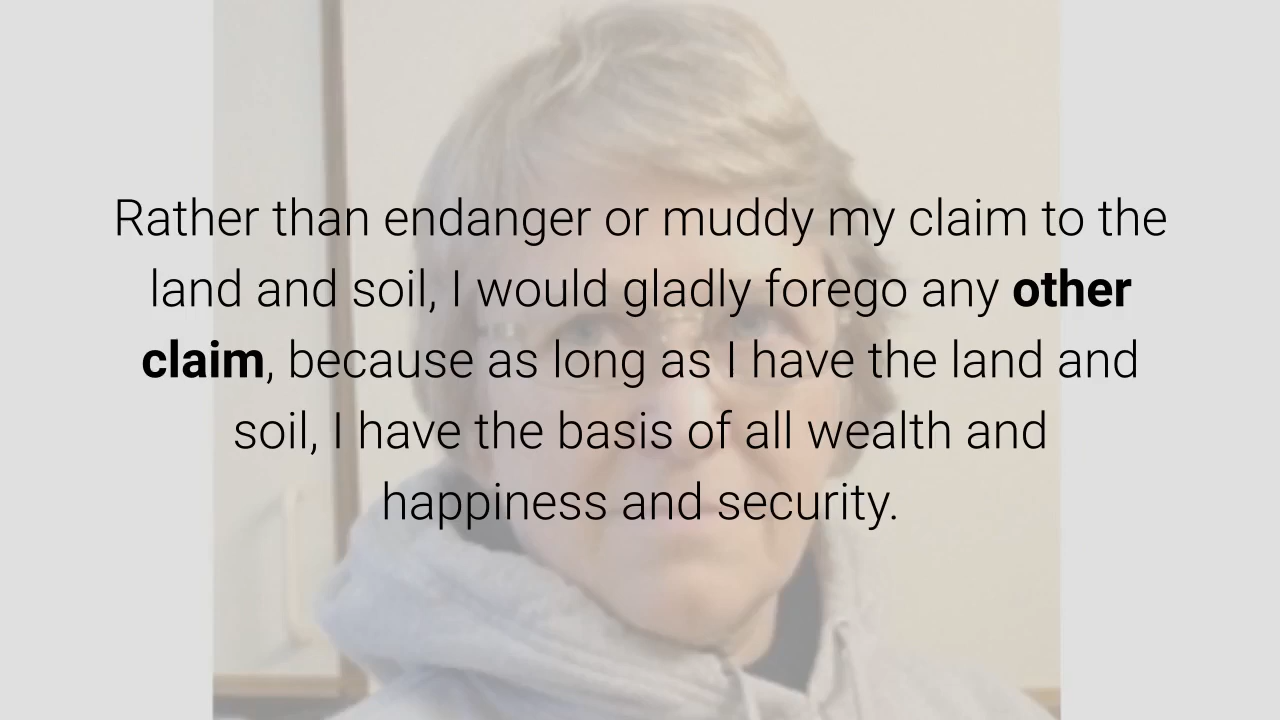 Rather than endanger or muddy my claim to the
land and soil, I would gladly forego any other
claim, because as long as I have the land and
soil, I have the basis of all wealth and
happiness and security.